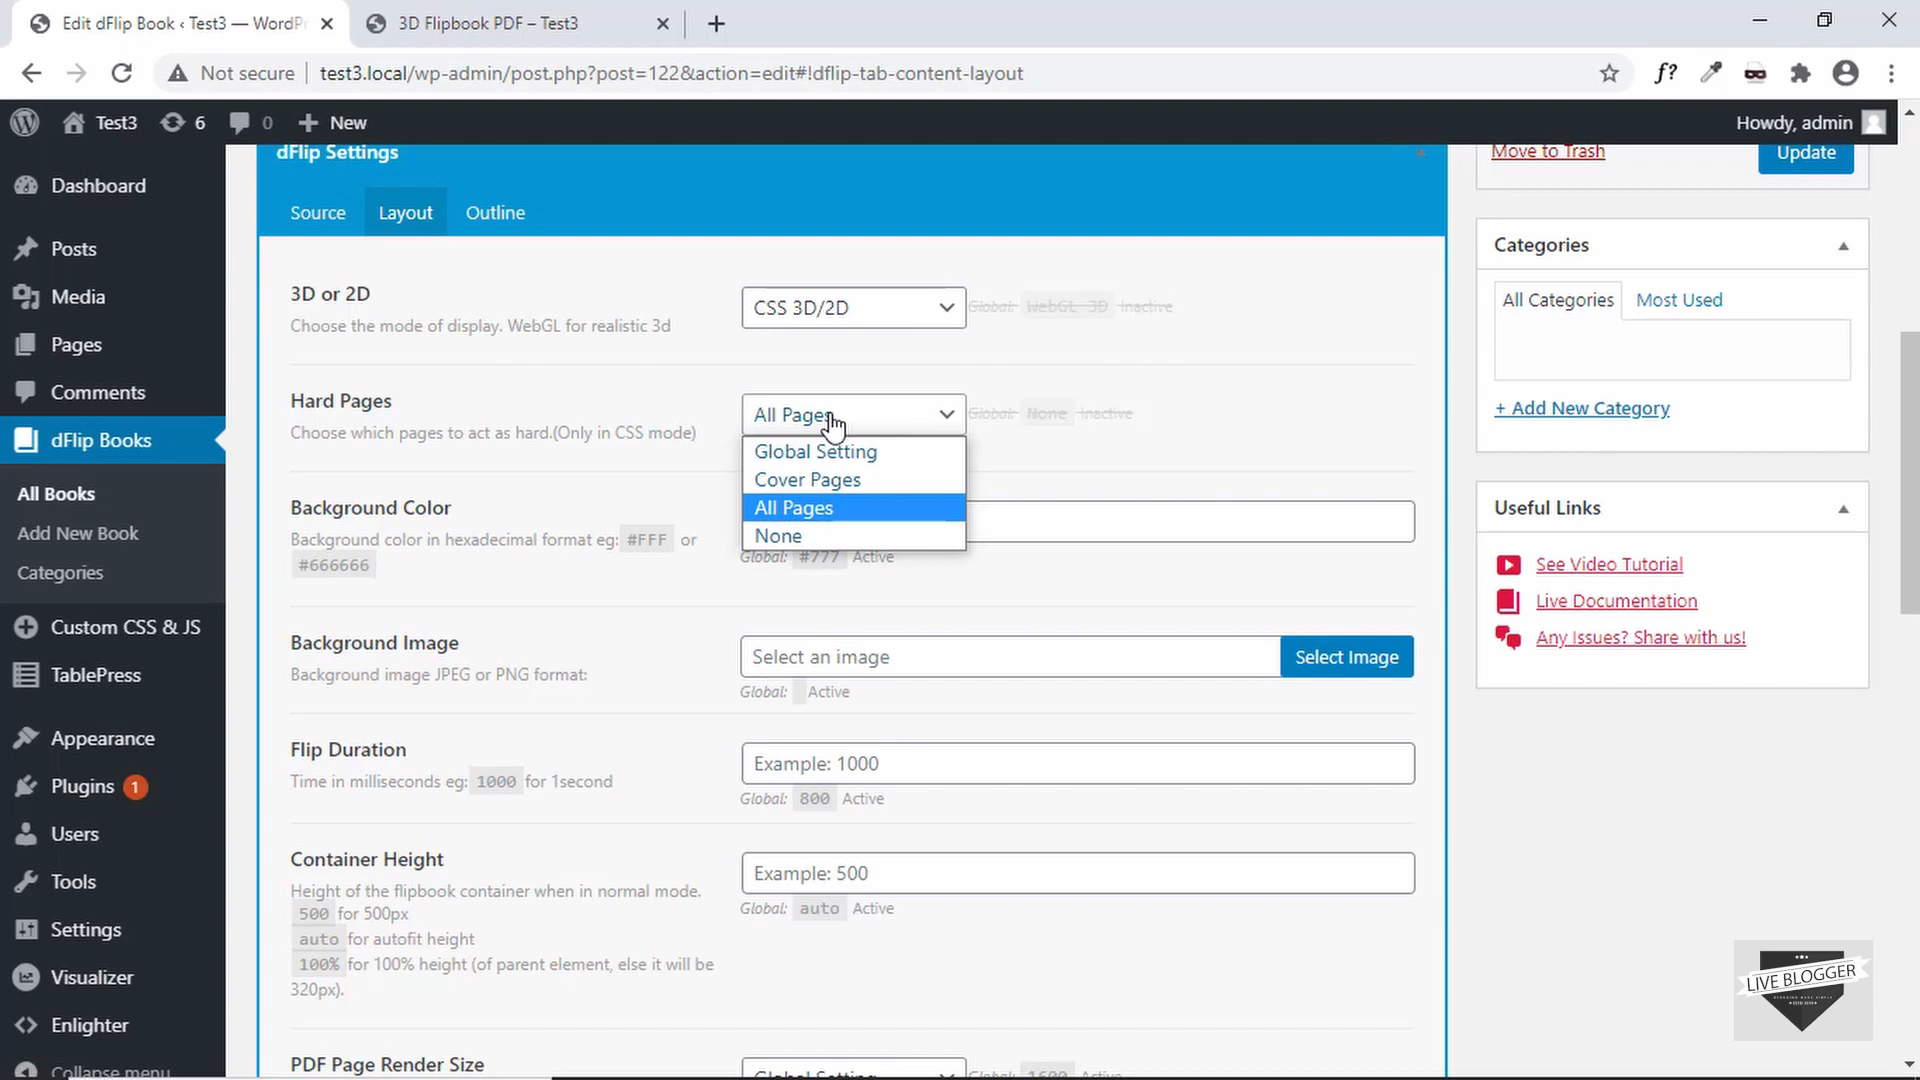 Edit dFlip Book ‹ Test3 — WordPr
3D Flipbook PDF – Test3
Not secure
test3.local/wp-admin/post.php?post=122&action=edit#!dflip-tab-content-layout
f?
Test3
6
0
New
Howdy, admin
Dashboard
Posts
Media
Pages
Comments
dFlip Books
All Books
Add New Book
Categories
Custom CSS & JS
TablePress
Appearance
Plugins 1
Users
Tools
Settings
Visualizer
Enlighter
Collapse menu
dFlip Settings
Source
Layout
Outline
3D or 2D
Choose the mode of display. WebGL for realistic 3d
CSS 3D/2D
Global: WebGL 3D Inactive
Hard Pages
Choose which pages to act as hard.(Only in CSS mode)
All Pages
Global: None Inactive
Global Setting
Cover Pages
All Pages
None
Background Color
Background color in hexadecimal format eg: #FFF or
#666666
Global: #777 Active
Background Image
Background image JPEG or PNG format:
Select an image
Select Image
Global: Active
Flip Duration
Time in milliseconds eg: 1000 for 1second
Example: 1000
Global: 800 Active
Container Height
Height of the flipbook container when in normal mode.
500 for 500px
auto for autofit height
100% for 100% height (of parent element, else it will be
320px).
Example: 500
Global: auto Active
PDF Page Render Size
Global Setting
Global: 1600 Active
Move to Trash
Update
Categories
All Categories
Most Used
+ Add New Category
Useful Links
See Video Tutorial
Live Documentation
Any Issues? Share with us!
LIVE BLOGGER